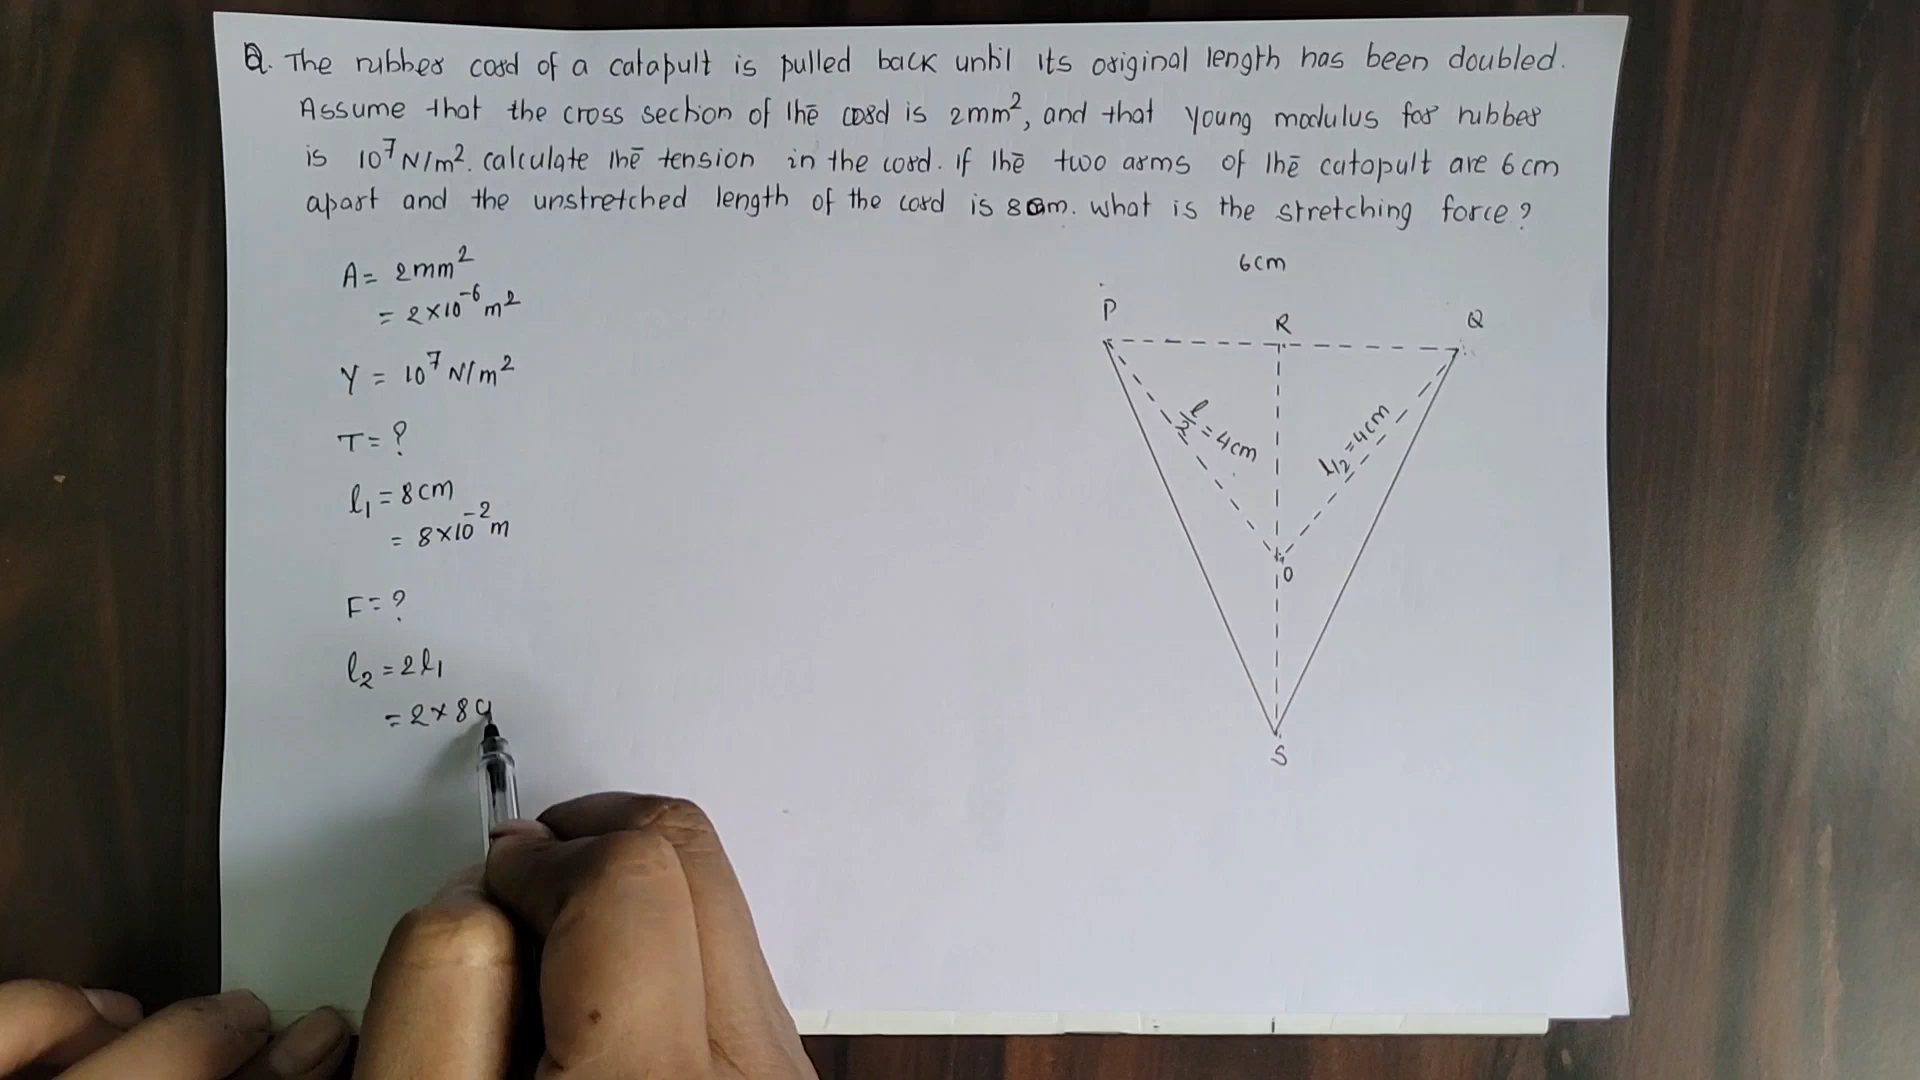 Q. The rubber cord of a catapult is pulled back until its original length has been doubled.
Assume that the cross section of the cord is 2mm², and that young modulus for rubber
is 10⁷ N/m². calculate the tension in the cord. If the two arms of the catopult are 6cm
apart and the unstretched length of the cord is 8cm. what is the stretching force?
A = 2mm²
= 2×10⁻⁶ m²
Y = 10⁷ N/m²
T = ?
l₁ = 8cm
= 8×10⁻² m
F = ?
l₂ = 2l₁
= 2×8c
6cm
P
R
Q
l/2 = 4cm
l/2 = 4cm
O
S